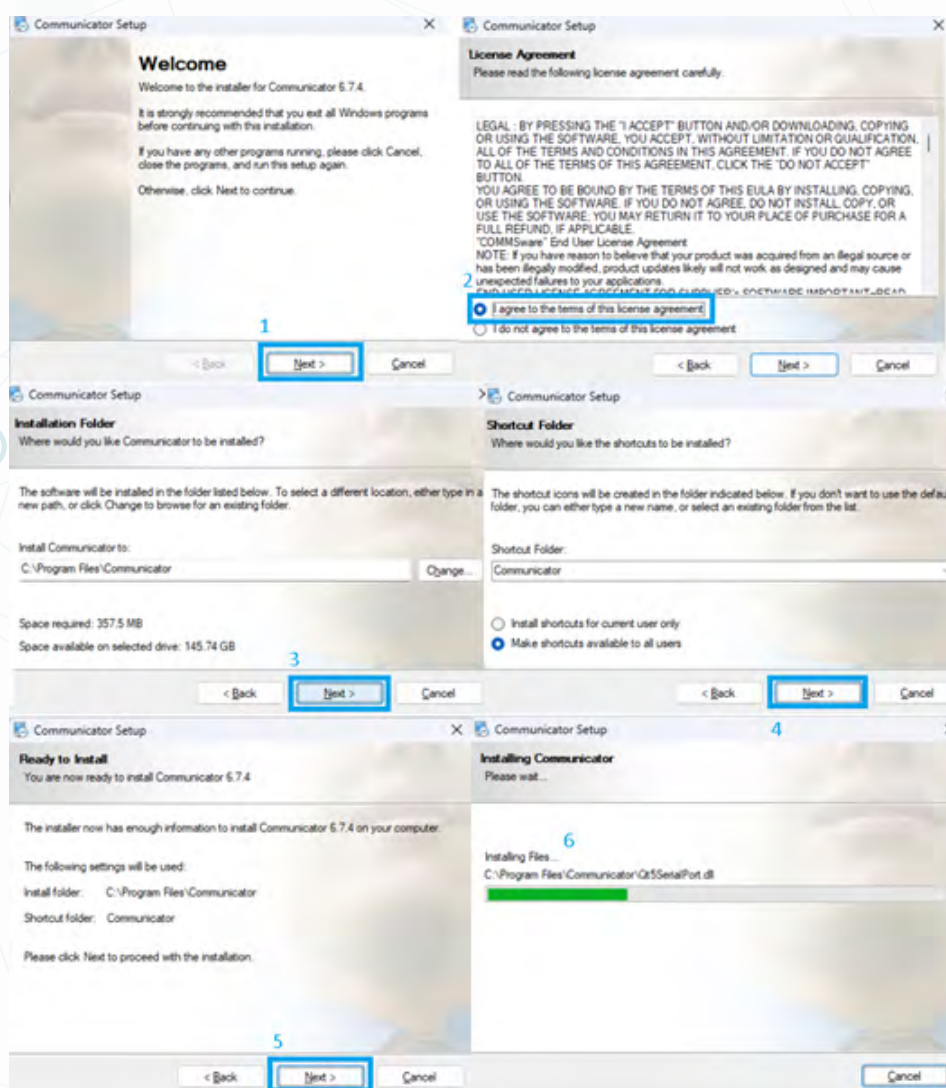 Communicator Setup
Welcome
Welcome to the installer for Communicator 6.7.4.
It is strongly recommended that you exit all Windows programs
before continuing with this installation.
If you have any other programs running, please click Cancel,
close the programs, and run this setup again.
Otherwise, click Next to continue.
1
< Back
Next >
Cancel
Communicator Setup
License Agreement
Please read the following license agreement carefully.
LEGAL : BY PRESSING THE "I ACCEPT" BUTTON AND/OR DOWNLOADING, COPYING
OR USING THE SOFTWARE, YOU ACCEPT, WITHOUT LIMITATION OR QUALIFICATION,
ALL OF THE TERMS AND CONDITIONS IN THIS AGREEMENT. IF YOU DO NOT AGREE
TO ALL OF THE TERMS OF THIS AGREEMENT, CLICK THE "DO NOT ACCEPT"
BUTTON.
YOU AGREE TO BE BOUND BY THE TERMS OF THIS EULA BY INSTALLING, COPYING,
OR USING THE SOFTWARE. IF YOU DO NOT AGREE, DO NOT INSTALL, COPY, OR
USE THE SOFTWARE; YOU MAY RETURN IT TO YOUR PLACE OF PURCHASE FOR A
FULL REFUND, IF APPLICABLE.
"COMMSware" End User License Agreement
NOTE: If you have reason to believe that your product was acquired from an illegal source or
has been illegally modified, product updates likely will not work as designed and may cause
unexpected failures to your applications.
END USER LICENSE AGREEMENT FOR SUPPLIER's SOFTWARE IMPORTANT-READ
2
I agree to the terms of this license agreement
I do not agree to the terms of this license agreement
< Back
Next >
Cancel
Communicator Setup
Installation Folder
Where would you like Communicator to be installed?
The software will be installed in the folder listed below. To select a different location, either type in a
new path, or click Change to browse for an existing folder.
Install Communicator to:
C:\Program Files\Communicator
Change...
Space required: 357.5 MB
Space available on selected drive: 145.74 GB
3
< Back
Next >
Cancel
Communicator Setup
Shortcut Folder
Where would you like the shortcuts to be installed?
The shortcut icons will be created in the folder indicated below. If you don't want to use the defau
folder, you can either type a new name, or select an existing folder from the list.
Shortcut Folder:
Communicator
Install shortcuts for current user only
Make shortcuts available to all users
< Back
Next >
Cancel
4
Communicator Setup
Ready to Install
You are now ready to install Communicator 6.7.4
The installer now has enough information to install Communicator 6.7.4 on your computer.
The following settings will be used:
Install folder: C:\Program Files\Communicator
Shortcut folder: Communicator
Please click Next to proceed with the installation.
5
< Back
Next >
Cancel
Communicator Setup
Installing Communicator
Please wait...
6
Installing Files...
C:\Program Files\Communicator\Qt5SerialPort.dll
Cancel